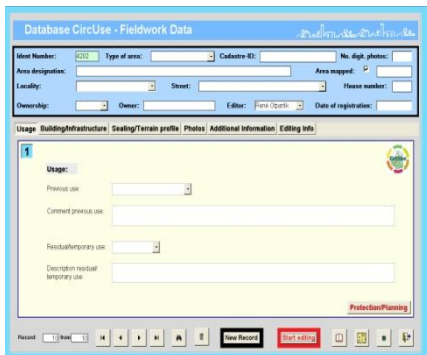 Database CircUse - Fieldwork Data
Ident Number: 4202 Type of area: Cadastre-ID: No. digit. photos:
Area designation: Area mapped:
Locality: Street: House number:
Ownership: Owner: Editor: René Otparlik Date of registration:
Usage Building/Infrastructure Sealing/Terrain profile Photos Additional Information Editing Info
1
Usage:
Previous use:
Comment previous use:
Residual/temporary use:
Description residual/
temporary use:
Protection/Planning
Record 1 from 1 New Record Start editing